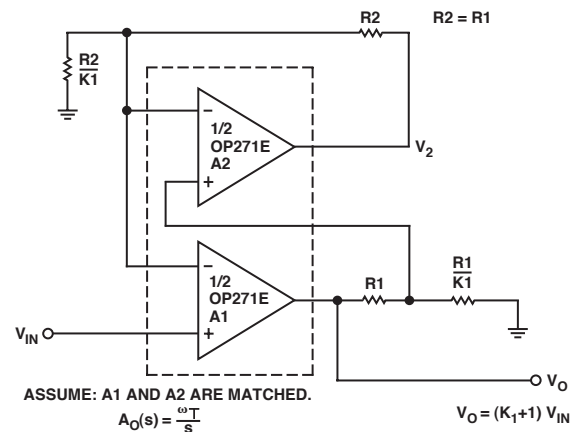 R2
R2 = R1
R2
K1
–
1/2
OP271E
A2
+
V2
–
1/2
OP271E
A1
+
R1
R1
K1
VIN
VO
ASSUME: A1 AND A2 ARE MATCHED.
AO(s) = ωT
s
VO = (K1+1) VIN